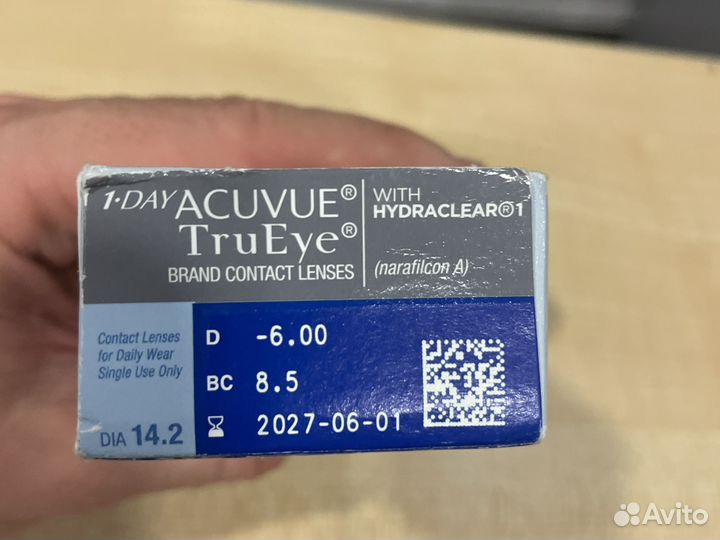 1·DAY ACUVUE® TruEye®
BRAND CONTACT LENSES
WITH
HYDRACLEAR®1
(narafilcon A)
Contact Lenses
for Daily Wear
Single Use Only
DIA 14.2
D -6.00
BC 8.5
2027-06-01
Avito